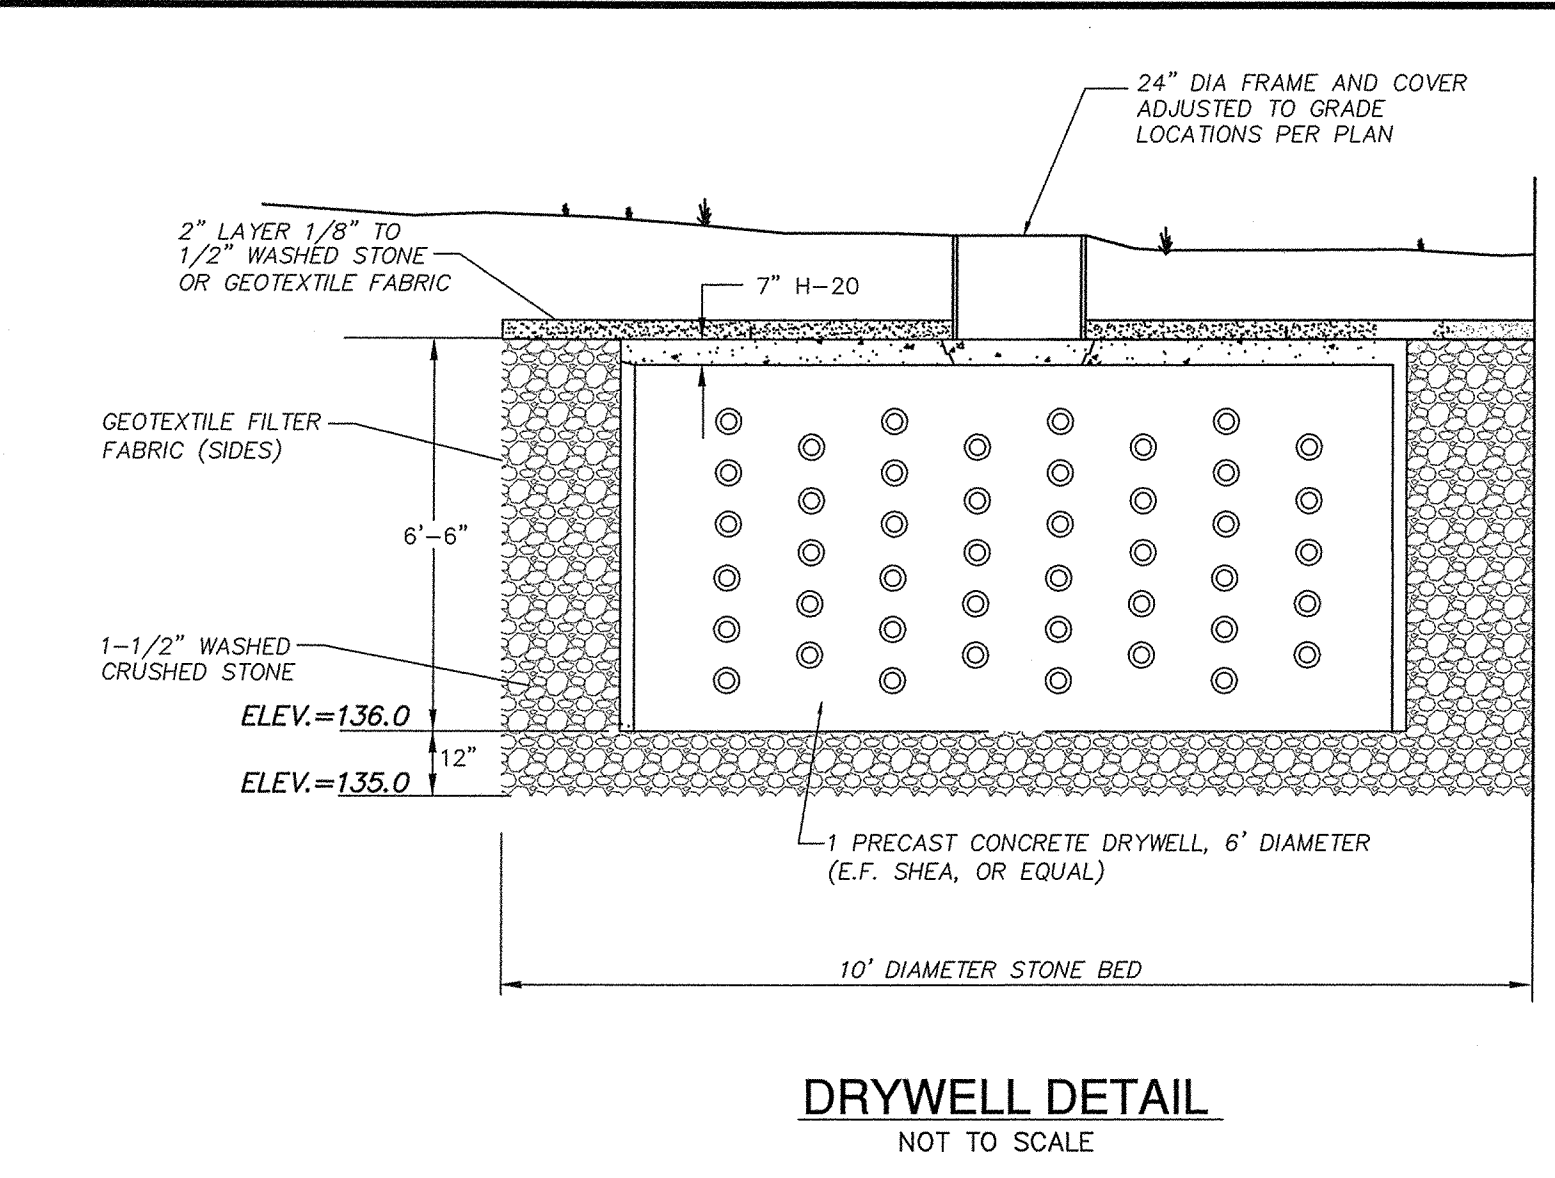 24" DIA FRAME AND COVER
ADJUSTED TO GRADE
LOCATIONS PER PLAN
2" LAYER 1/8" TO
1/2" WASHED STONE
OR GEOTEXTILE FABRIC
7" H-20
GEOTEXTILE FILTER
FABRIC (SIDES)
6'-6"
1-1/2" WASHED
CRUSHED STONE
ELEV.=136.0
12"
ELEV.=135.0
1 PRECAST CONCRETE DRYWELL, 6' DIAMETER
(E.F. SHEA, OR EQUAL)
10' DIAMETER STONE BED
DRYWELL DETAIL
NOT TO SCALE